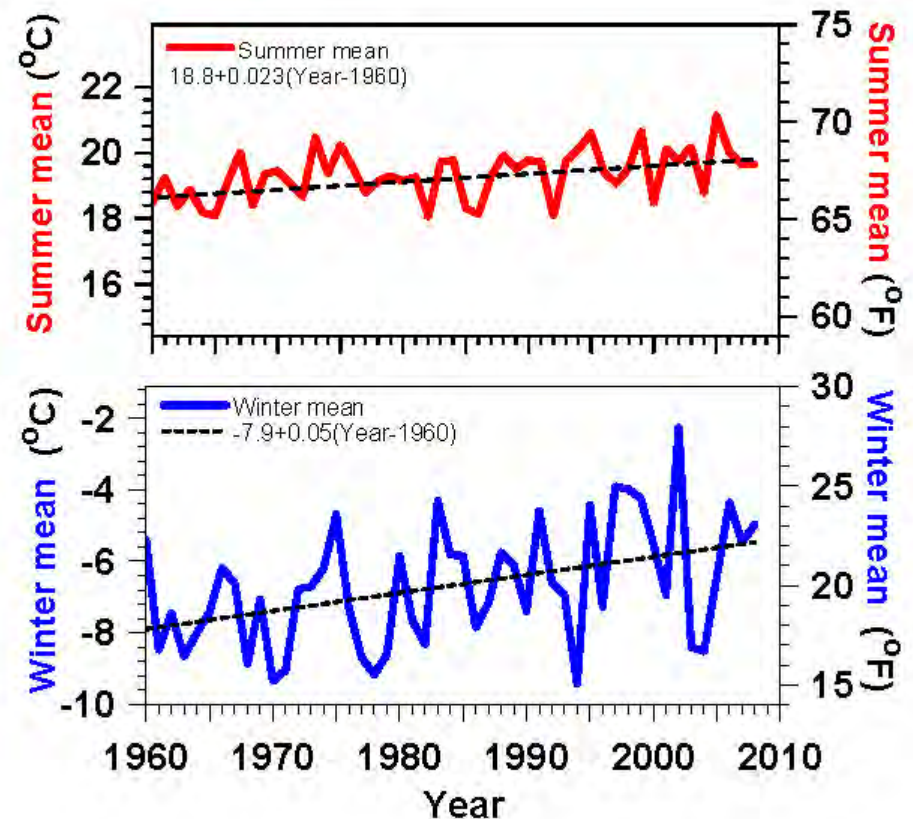 Summer mean (°C)
22
20
18
16
Summer mean
18.8+0.023(Year-1960)
75
70
65
60
Summer mean (°F)
Winter mean (°C)
-2
-4
-6
-8
-10
Winter mean
-7.9+0.05(Year-1960)
30
25
20
15
Winter mean (°F)
1960 1970 1980 1990 2000 2010
Year